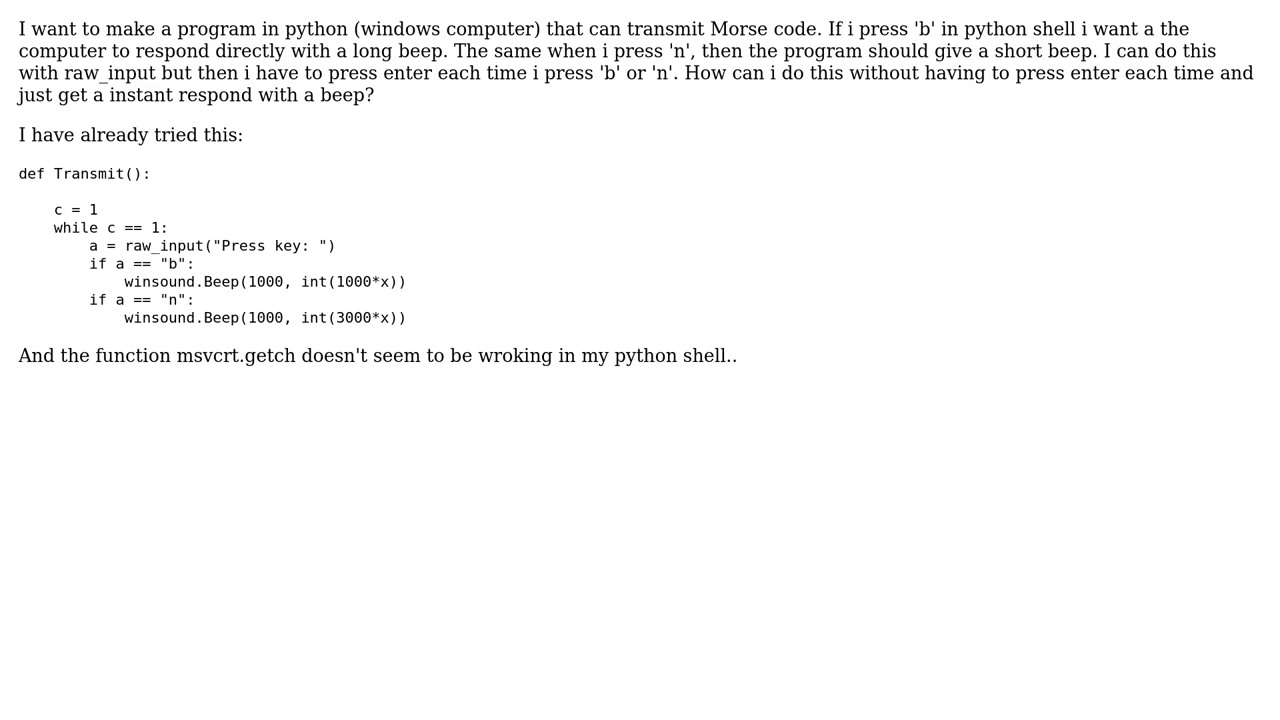 I want to make a program in python (windows computer) that can transmit Morse code. If i press 'b' in python shell i want a the
computer to respond directly with a long beep. The same when i press 'n', then the program should give a short beep. I can do this
with raw_input but then i have to press enter each time i press 'b' or 'n'. How can i do this without having to press enter each time and
just get a instant respond with a beep?
I have already tried this:
def Transmit():
    c = 1
    while c == 1:
        a = raw_input("Press key: ")
        if a == "b":
            winsound.Beep(1000, int(1000*x))
        if a == "n":
            winsound.Beep(1000, int(3000*x))
And the function msvcrt.getch doesn't seem to be wroking in my python shell..